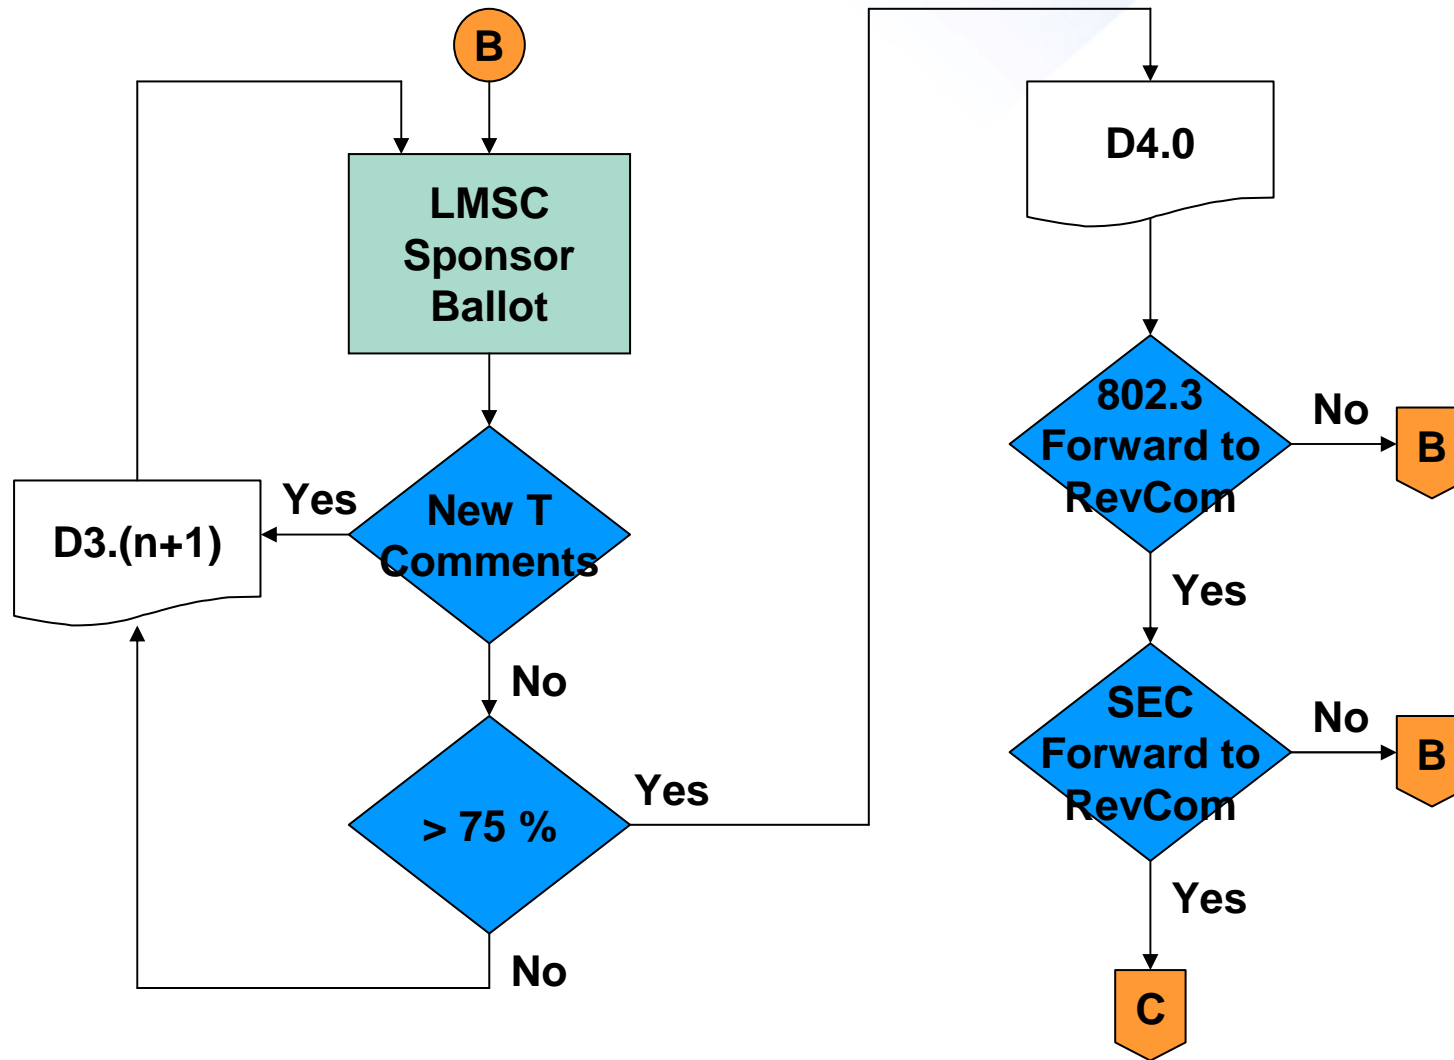 B
LMSC
Sponsor
Ballot
New T
Comments
Yes
D3.(n+1)
No
> 75 %
Yes
No
D4.0
802.3
Forward to
RevCom
No
B
Yes
SEC
Forward to
RevCom
No
B
Yes
C